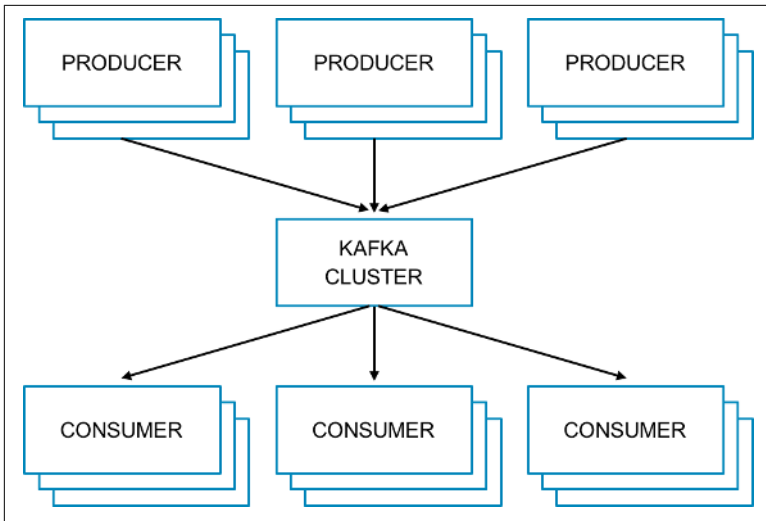 PRODUCER
PRODUCER
PRODUCER
KAFKA
CLUSTER
CONSUMER
CONSUMER
CONSUMER